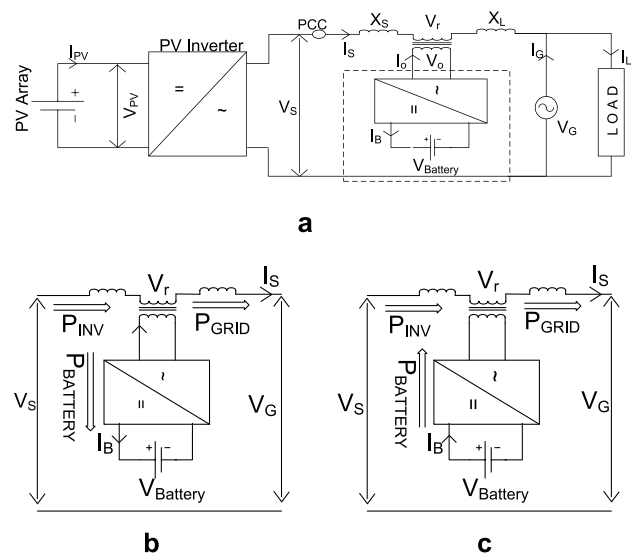 PCC
X_S
V_r
X_L
I_PV
PV Inverter
I_S
I_o
V_o
I_G
I_L
PV Array
+
−
V_PV
=
~
V_S
~
=
I_B
+ −
V_Battery
V_G
LOAD
a
V_r
I_S
P_INV
P_GRID
P_BATTERY
~
=
V_S
V_G
I_B
+ −
V_Battery
b
V_r
I_S
P_INV
P_GRID
P_BATTERY
~
=
V_S
V_G
I_B
+ −
V_Battery
c